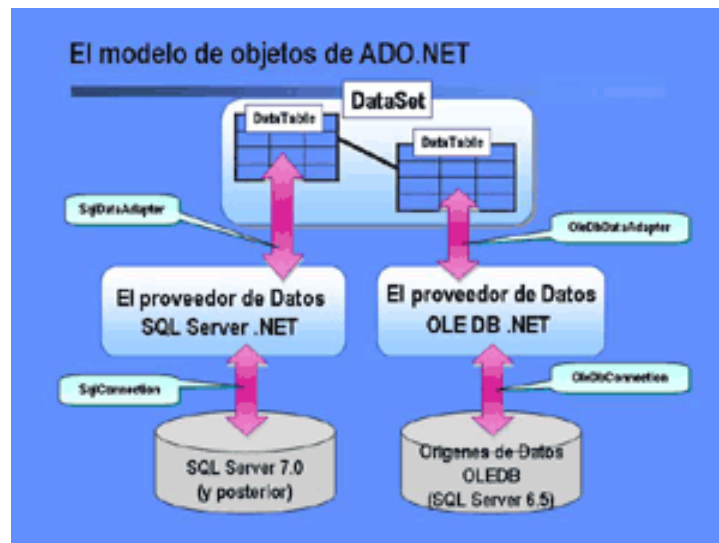 El modelo de objetos de ADO.NET
DataSet
DataTable
DataTable
SqlDataAdapter
OleDbDataAdapter
El proveedor de Datos
SQL Server .NET
El proveedor de Datos
OLE DB .NET
SqlConnection
OleDbConnection
SQL Server 7.0
(y posterior)
Orígenes de Datos
OLEDB
(SQL Server 6.5)